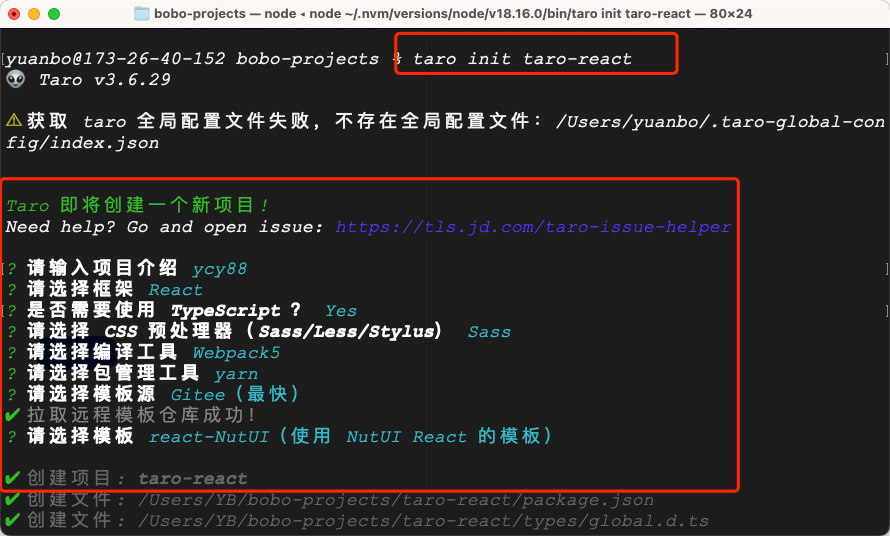 bobo-projects — node ◂ node ~/.nvm/versions/node/v18.16.0/bin/taro init taro-react — 80×24
yuanbo@173-26-40-152 bobo-projects % taro init taro-react
👽 Taro v3.6.29
⚠️ 获取 taro 全局配置文件失败，不存在全局配置文件：/Users/yuanbo/.taro-global-con
fig/index.json
Taro 即将创建一个新项目!
Need help? Go and open issue: https://tls.jd.com/taro-issue-helper
? 请输入项目介绍 ycy88
? 请选择框架 React
? 是否需要使用 TypeScript ？ Yes
? 请选择 CSS 预处理器（Sass/Less/Stylus） Sass
? 请选择编译工具 Webpack5
? 请选择包管理工具 yarn
? 请选择模板源 Gitee（最快）
✔ 拉取远程模板仓库成功！
? 请选择模板 react-NutUI（使用 NutUI React 的模板）
✔ 创建项目: taro-react
✔ 创建文件: /Users/YB/bobo-projects/taro-react/package.json
✔ 创建文件: /Users/YB/bobo-projects/taro-react/types/global.d.ts